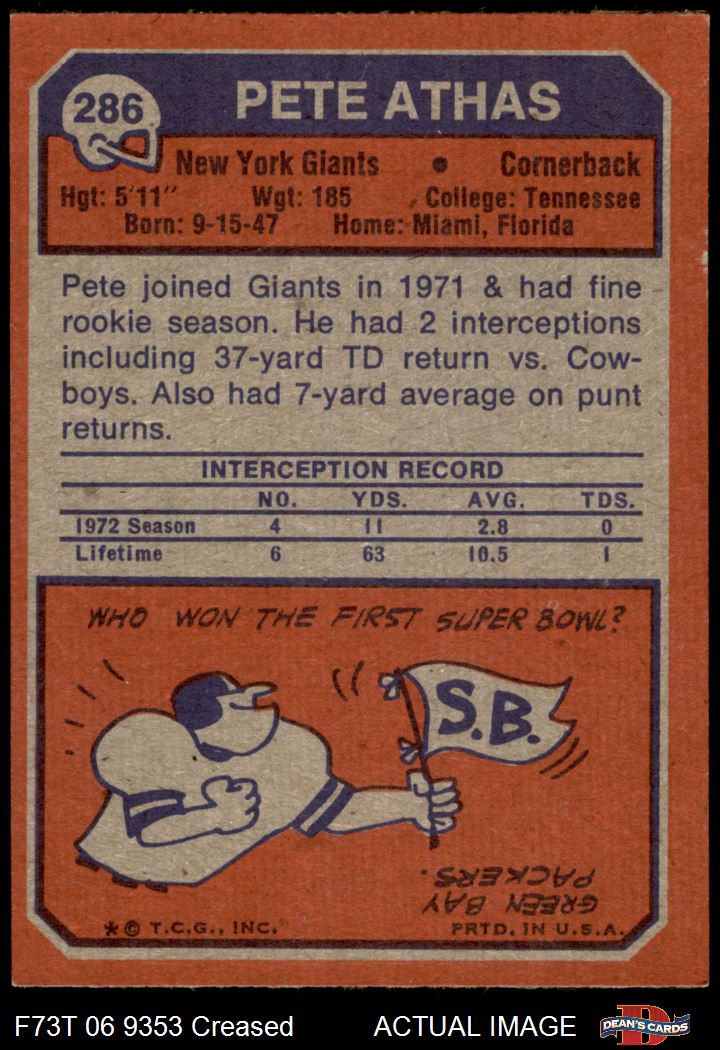 286
PETE ATHAS
New York Giants • Cornerback
Hgt: 5'11" Wgt: 185 College: Tennessee
Born: 9-15-47 Home: Miami, Florida
Pete joined Giants in 1971 & had fine
rookie season. He had 2 interceptions
including 37-yard TD return vs. Cow-
boys. Also had 7-yard average on punt
returns.
INTERCEPTION RECORD
NO. YDS. AVG. TDS.
1972 Season 4 11 2.8 0
Lifetime 6 63 10.5 1
WHO WON THE FIRST SUPER BOWL?
S.B.
GREEN BAY
PACKERS.
* © T.C.G., INC. PRTD. IN U.S.A.
F73T 06 9353 Creased ACTUAL IMAGE
D
DEAN'S CARDS